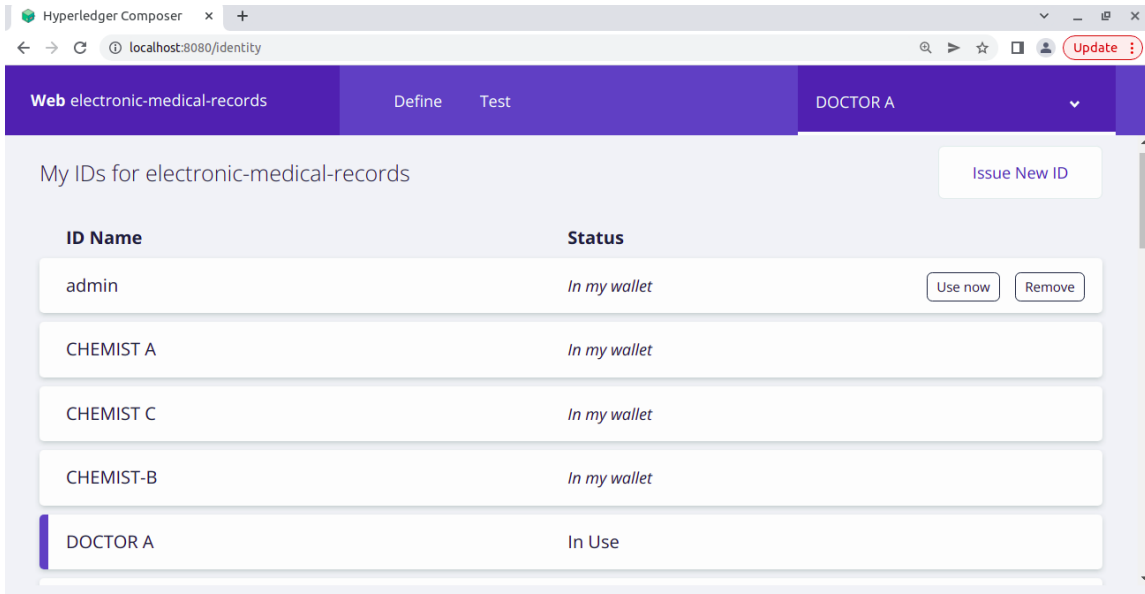 Hyperledger Composer
localhost:8080/identity
Update
Web electronic-medical-records
Define
Test
DOCTOR A
My IDs for electronic-medical-records
Issue New ID
ID Name Status
admin In my wallet Use now Remove
CHEMIST A In my wallet
CHEMIST C In my wallet
CHEMIST-B In my wallet
DOCTOR A In Use